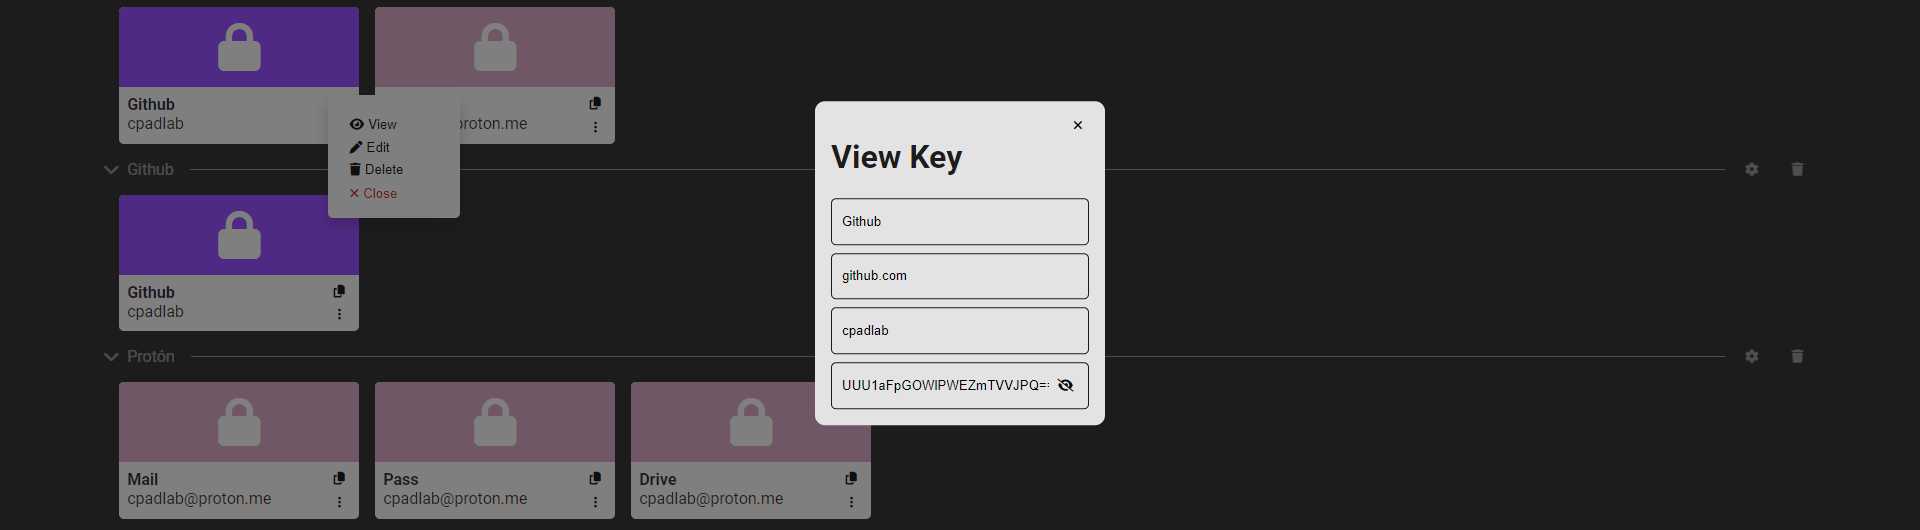 Github
cpadlab
proton.me
View
Edit
Delete
Close
Github
Github
cpadlab
Protón
Mail
cpadlab@proton.me
Pass
cpadlab@proton.me
Drive
cpadlab@proton.me
View Key
Github
github.com
cpadlab
UUU1aFpGOWlPWEZmTVVJPQ==